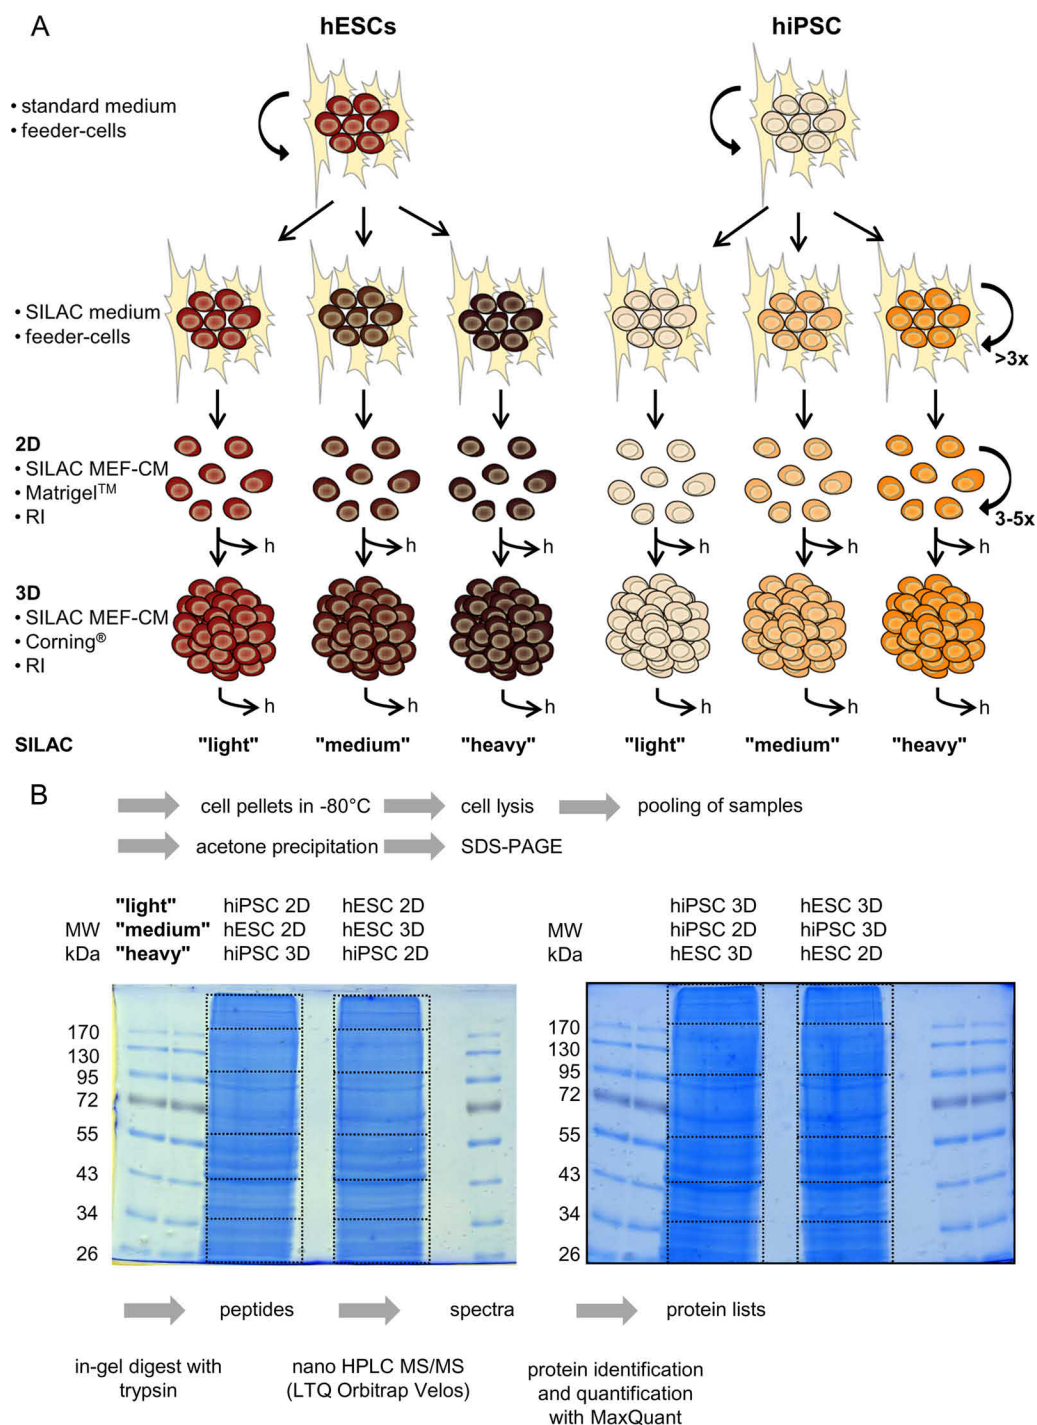 A
hESCs
hiPSC
• standard medium
• feeder-cells
• SILAC medium
• feeder-cells
>3x
2D
• SILAC MEF-CM
• Matrigel™
• RI
3-5x
h h h h h h
3D
• SILAC MEF-CM
• Corning®
• RI
h h h h h h
SILAC "light" "medium" "heavy" "light" "medium" "heavy"
B
cell pellets in -80°C cell lysis pooling of samples
acetone precipitation SDS-PAGE
"light" hiPSC 2D hESC 2D hiPSC 3D hESC 3D
MW "medium" hESC 2D hESC 3D MW hiPSC 2D hiPSC 3D
kDa "heavy" hiPSC 3D hiPSC 2D kDa hESC 3D hESC 2D
170 170
130 130
95 95
72 72
55 55
43 43
34 34
26 26
peptides spectra protein lists
in-gel digest with
trypsin
nano HPLC MS/MS
(LTQ Orbitrap Velos)
protein identification
and quantification
with MaxQuant